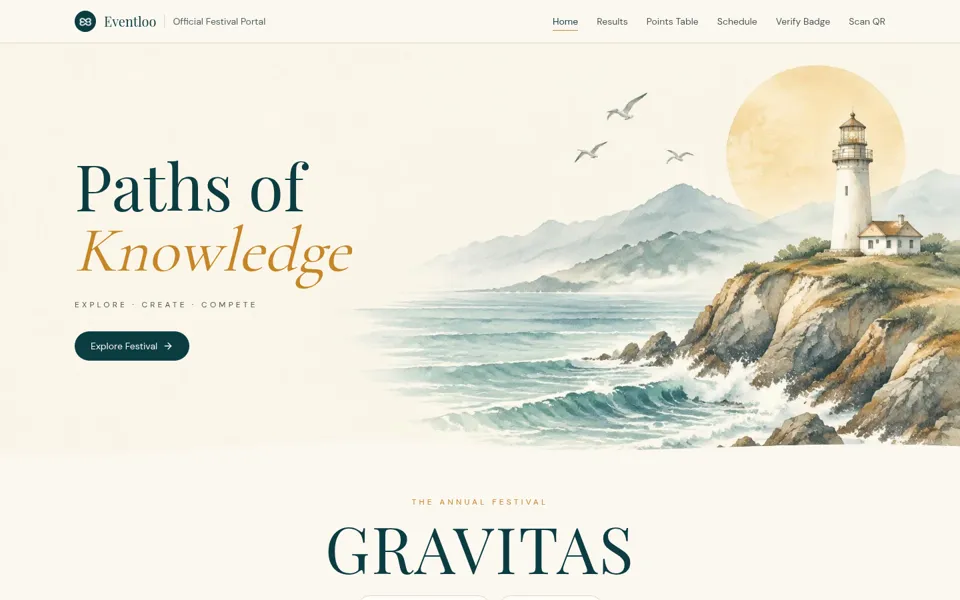 Eventloo
Official Festival Portal
Home
Results
Points Table
Schedule
Verify Badge
Scan QR
Paths of
Knowledge
EXPLORE · CREATE · COMPETE
Explore Festival →
THE ANNUAL FESTIVAL
GRAVITAS